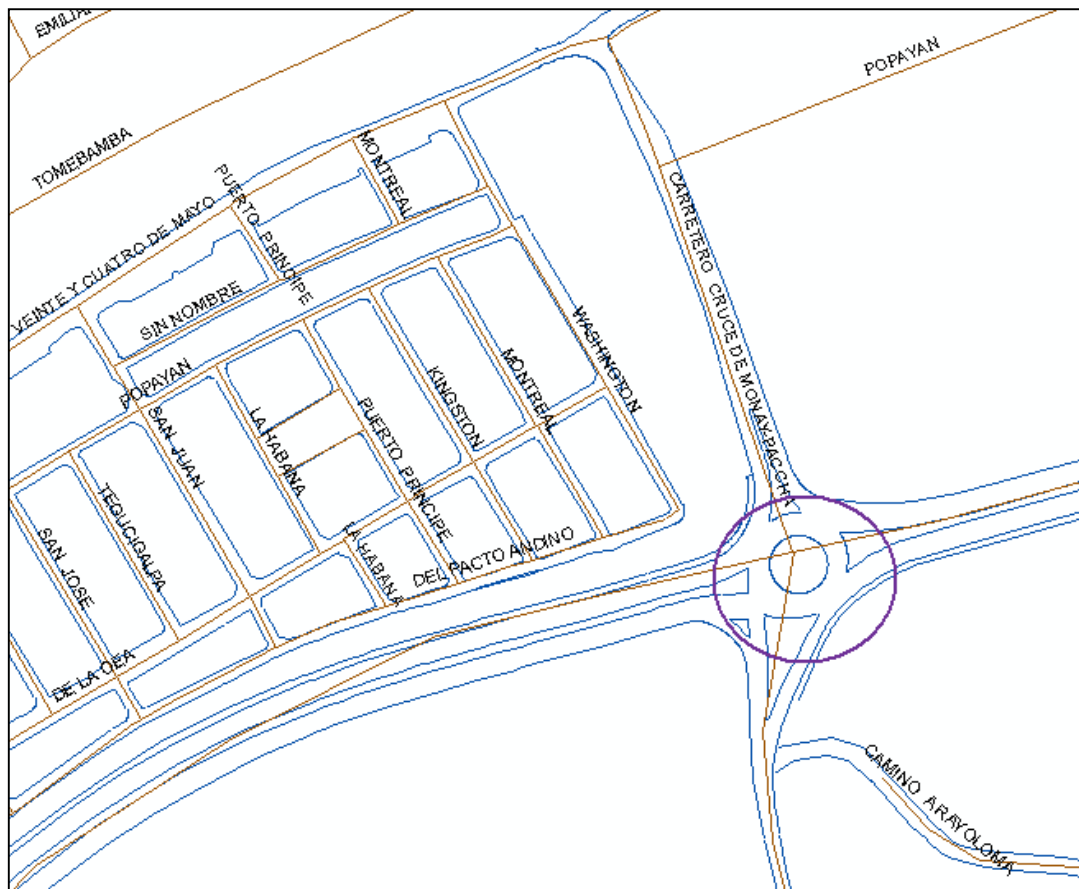 EMILIA
POPAYAN
TOMEBAMBA
MONTREAL
PUERTO PRINCIPE
CARRETERO CRUCE DE MONAY-PACCHA
VEINTE Y CUATRO DE MAYO
SIN NOMBRE
WASHINGTON
POPAYAN
MONTREAL
KINGSTON
SAN JUAN
LA HABANA
PUERTO PRINCIPE
TEGUCIGALPA
SAN JOSE
LA HABANA
DEL PACTO ANDINO
DE LA OEA
CAMINO ARAYOLOMA